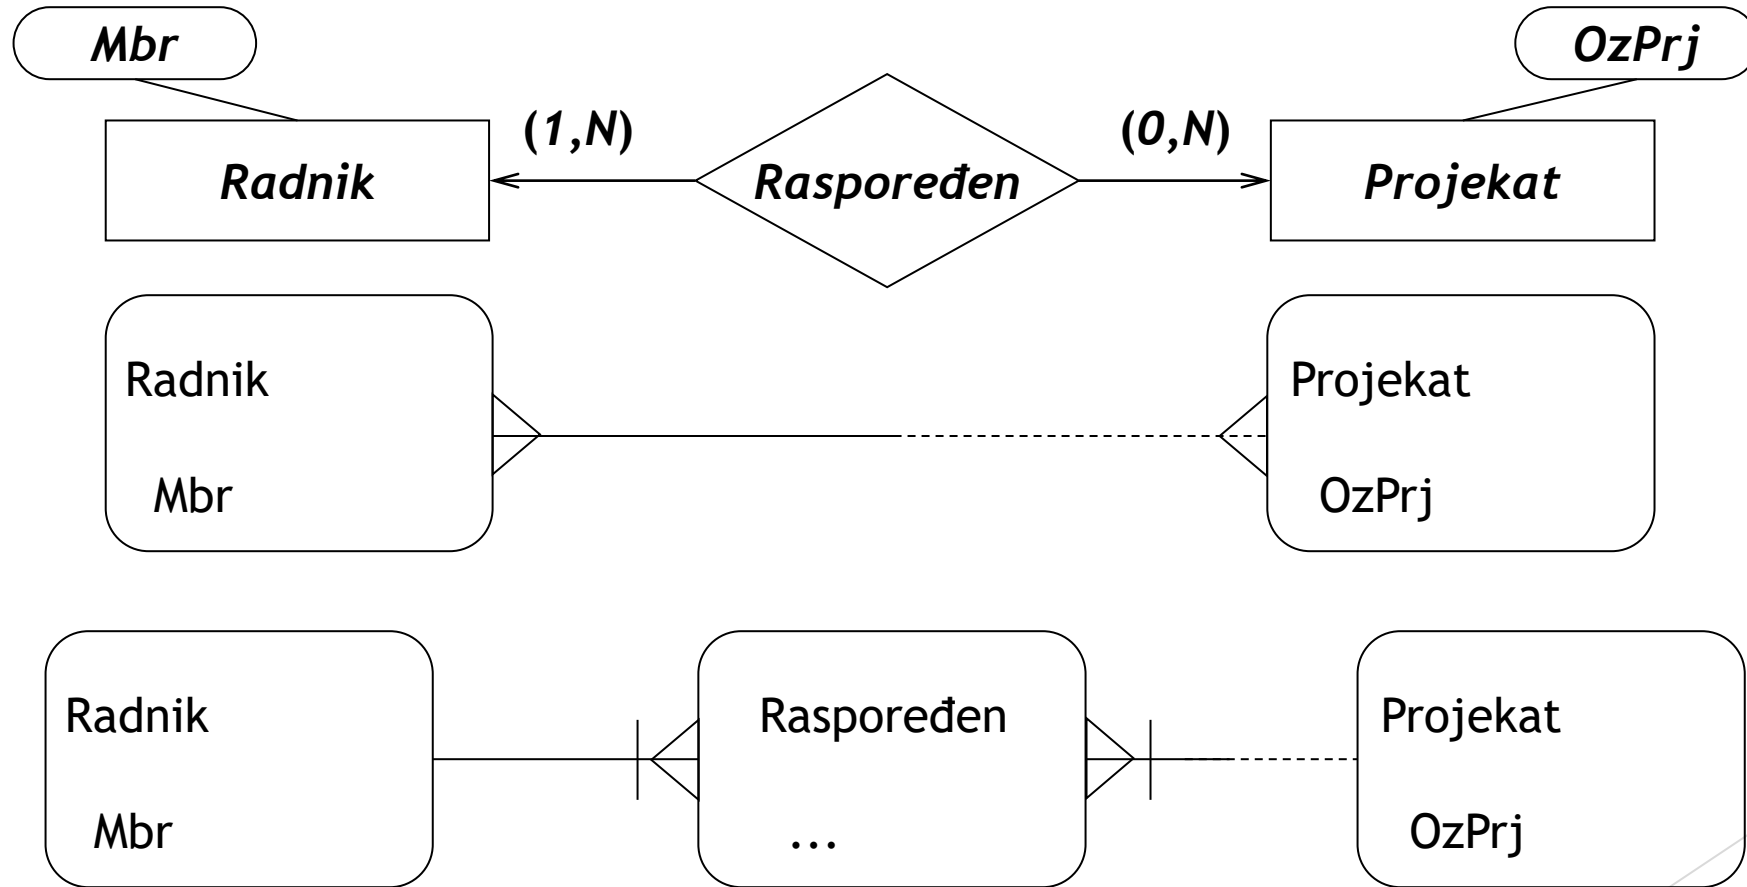 Mbr
OzPrj
(1,N)
(0,N)
Radnik
Raspoređen
Projekat
Radnik
Projekat
Mbr
OzPrj
Radnik
Raspoređen
Projekat
Mbr
...
OzPrj